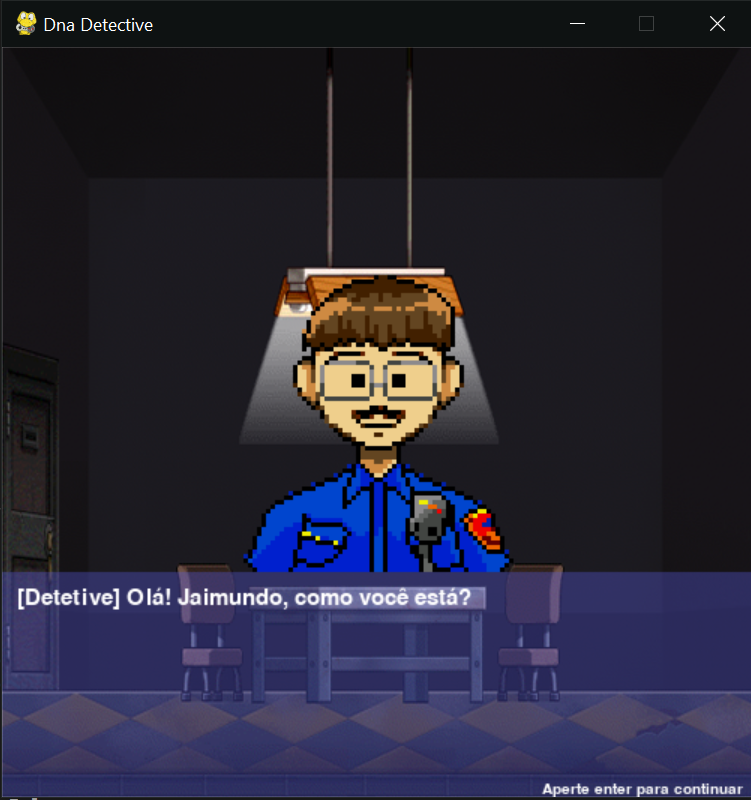 Dna Detective
[Detetive] Olá! Jaimundo, como você está?
Aperte enter para continuar